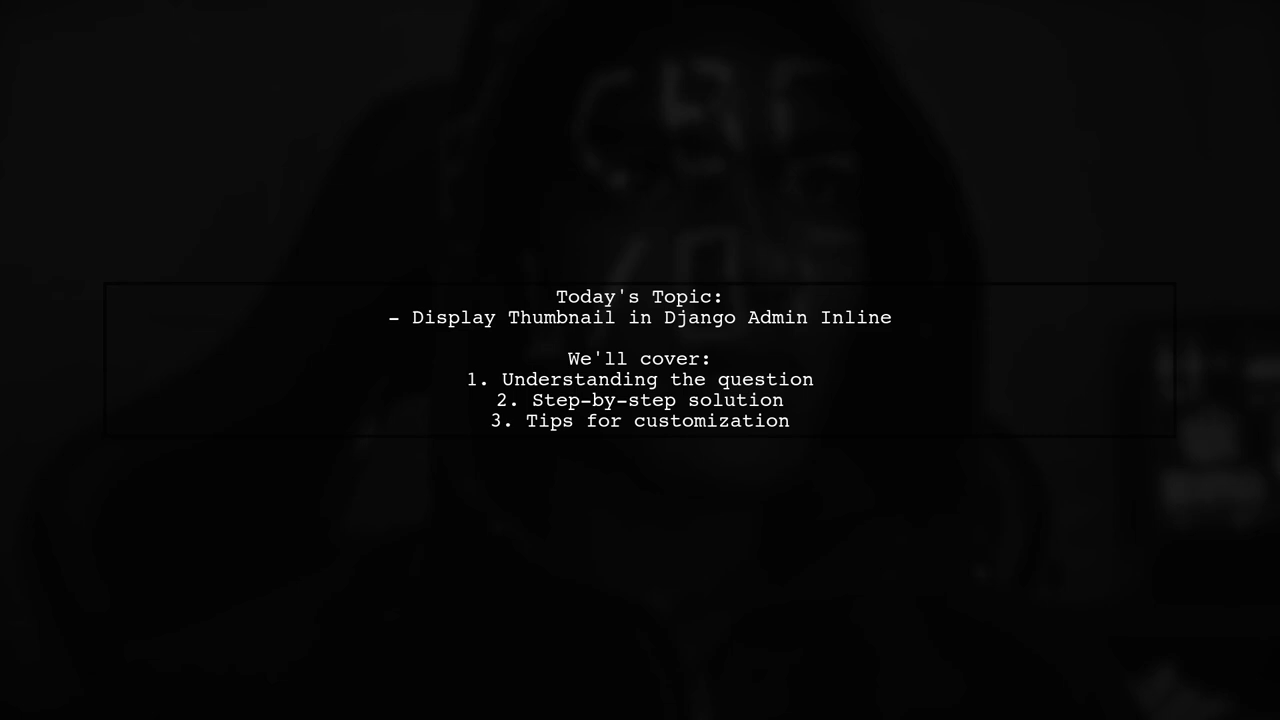 Today's Topic:
- Display Thumbnail in Django Admin Inline
We'll cover:
1. Understanding the question
2. Step-by-step solution
3. Tips for customization